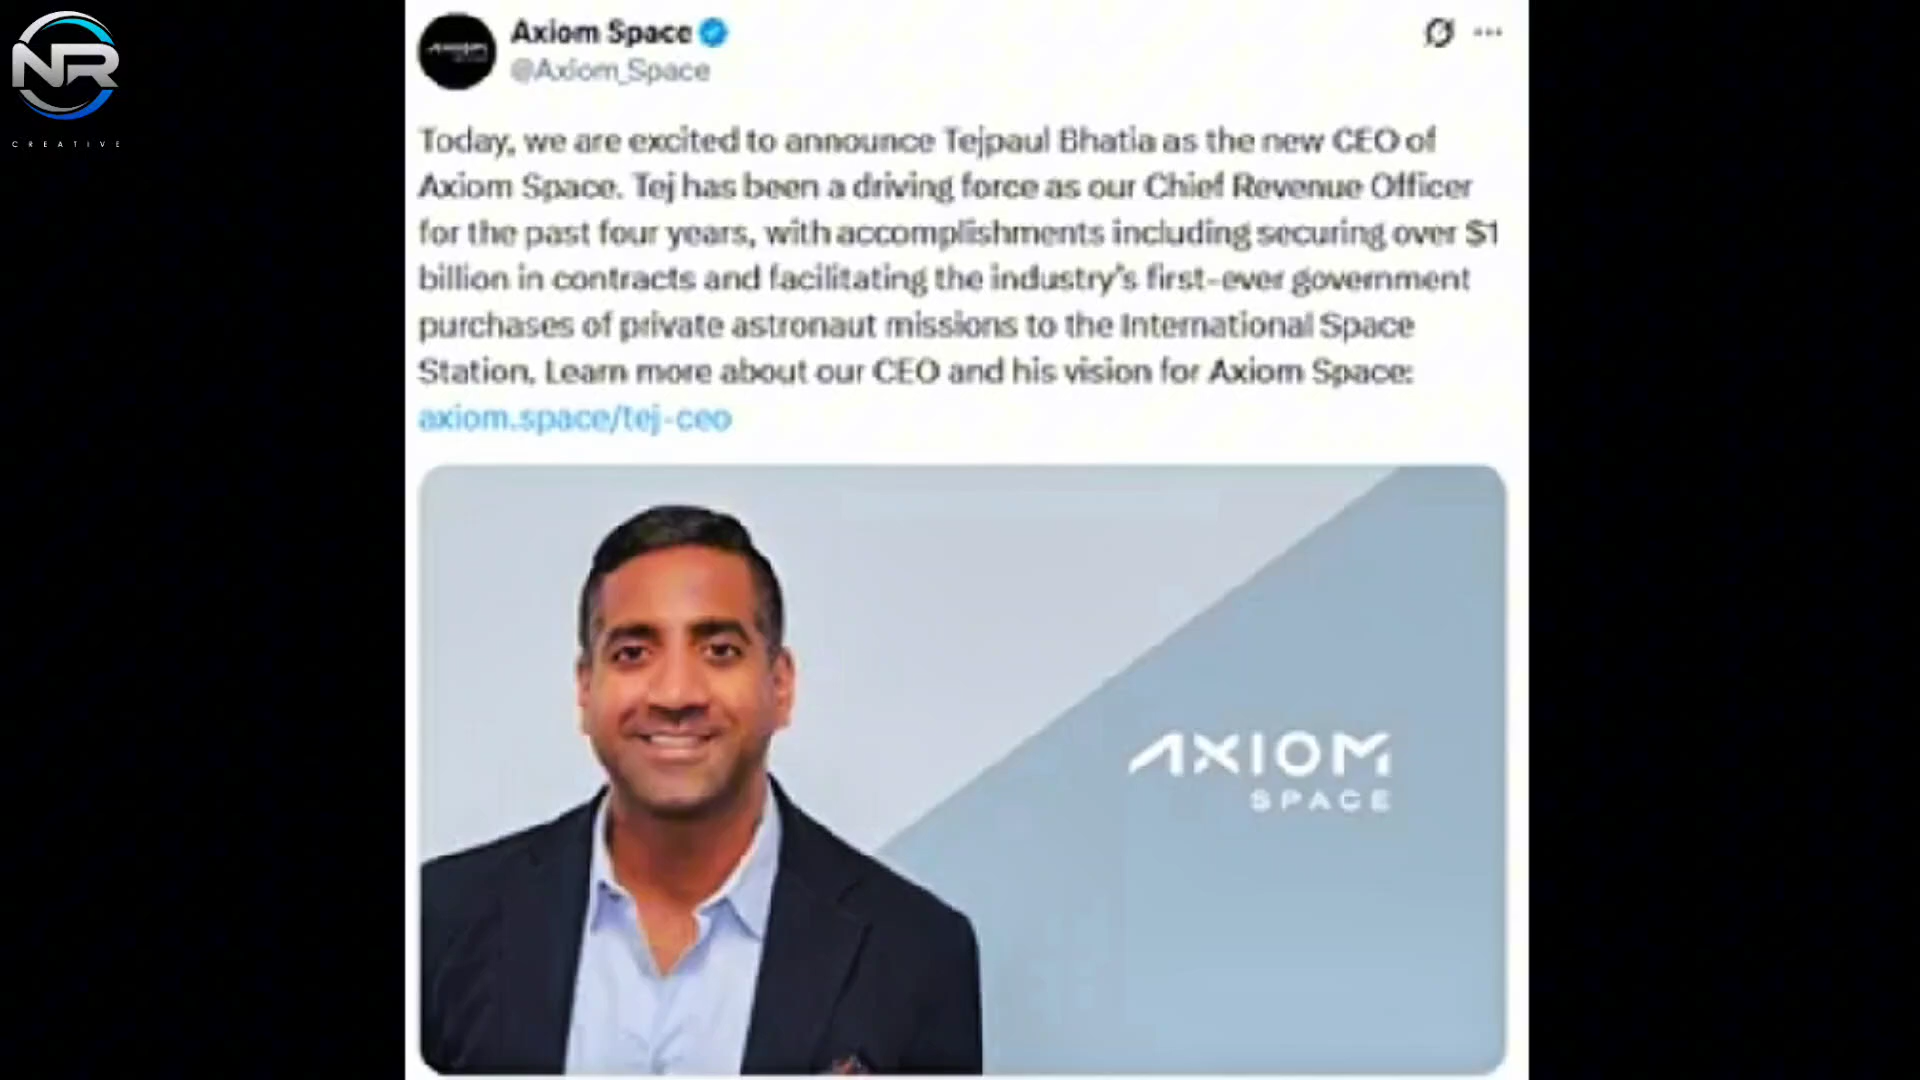 NR
CREATIVE
Axiom Space
@Axiom_Space
Today, we are excited to announce Tejpaul Bhatia as the new CEO of
Axiom Space. Tej has been a driving force as our Chief Revenue Officer
for the past four years, with accomplishments including securing over $1
billion in contracts and facilitating the industry's first-ever government
purchases of private astronaut missions to the International Space
Station. Learn more about our CEO and his vision for Axiom Space:
axiom.space/tej-ceo
AXIOM
SPACE